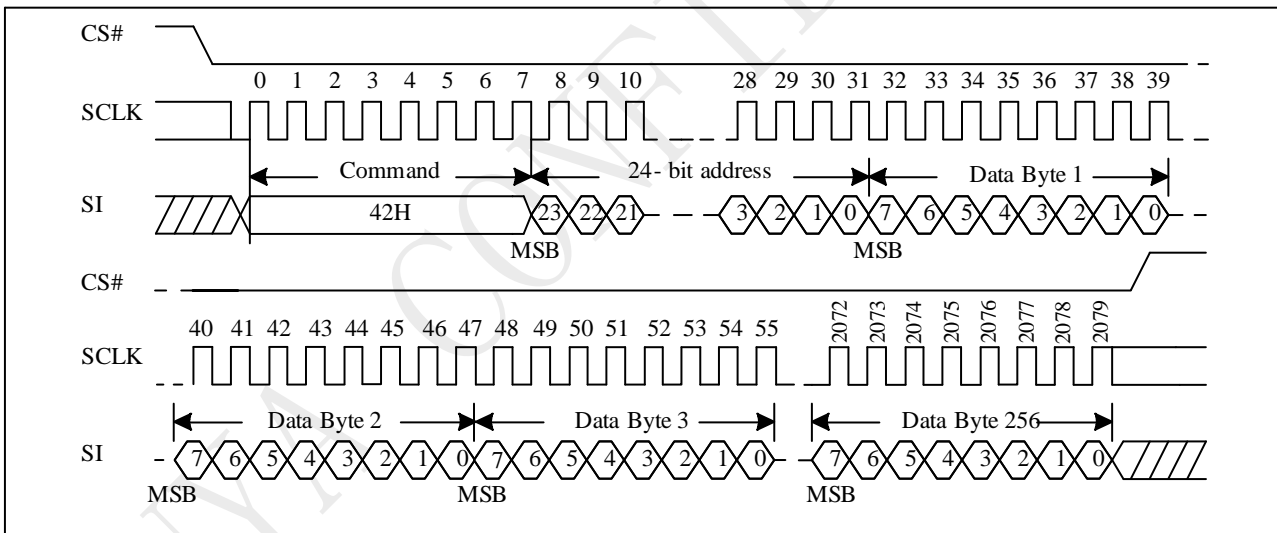 CS#
0 1 2 3 4 5 6 7 8 9 10 28 29 30 31 32 33 34 35 36 37 38 39
SCLK
Command 24- bit address Data Byte 1
SI 42H 23 22 21 3 2 1 0 7 6 5 4 3 2 1 0
MSB MSB
CS#
40 41 42 43 44 45 46 47 48 49 50 51 52 53 54 55 2072 2073 2074 2075 2076 2077 2078 2079
SCLK
Data Byte 2 Data Byte 3 Data Byte 256
SI 7 6 5 4 3 2 1 0 7 6 5 4 3 2 1 0 7 6 5 4 3 2 1 0
MSB MSB MSB